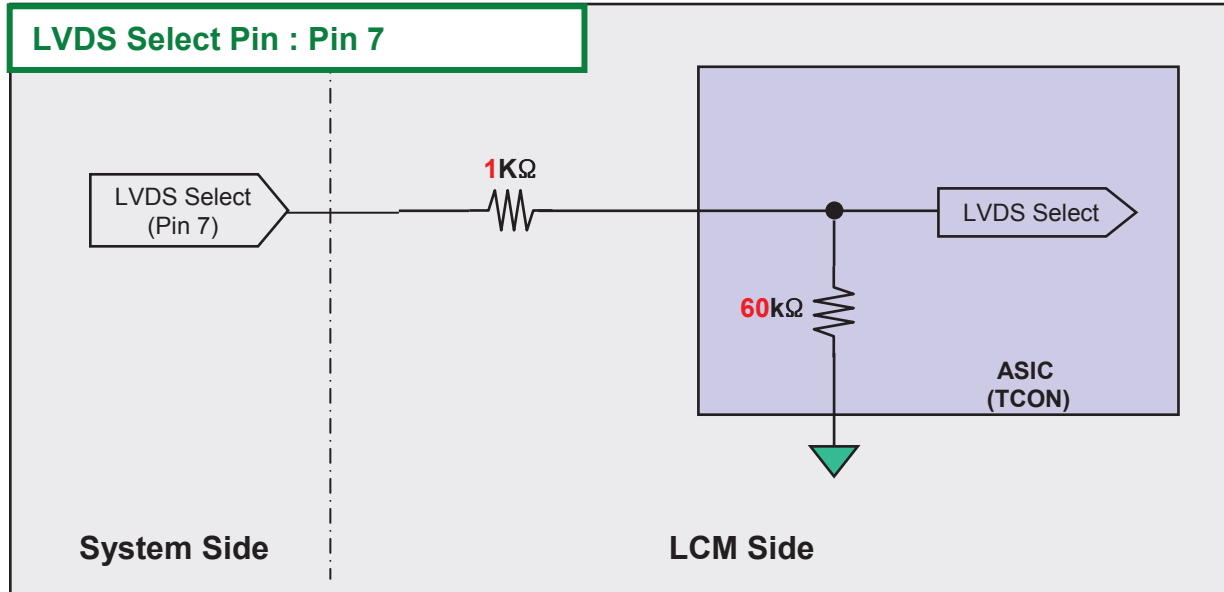 LVDS Select Pin : Pin 7
1KΩ
LVDS Select
(Pin 7)
LVDS Select
60kΩ
ASIC
(TCON)
System Side
LCM Side